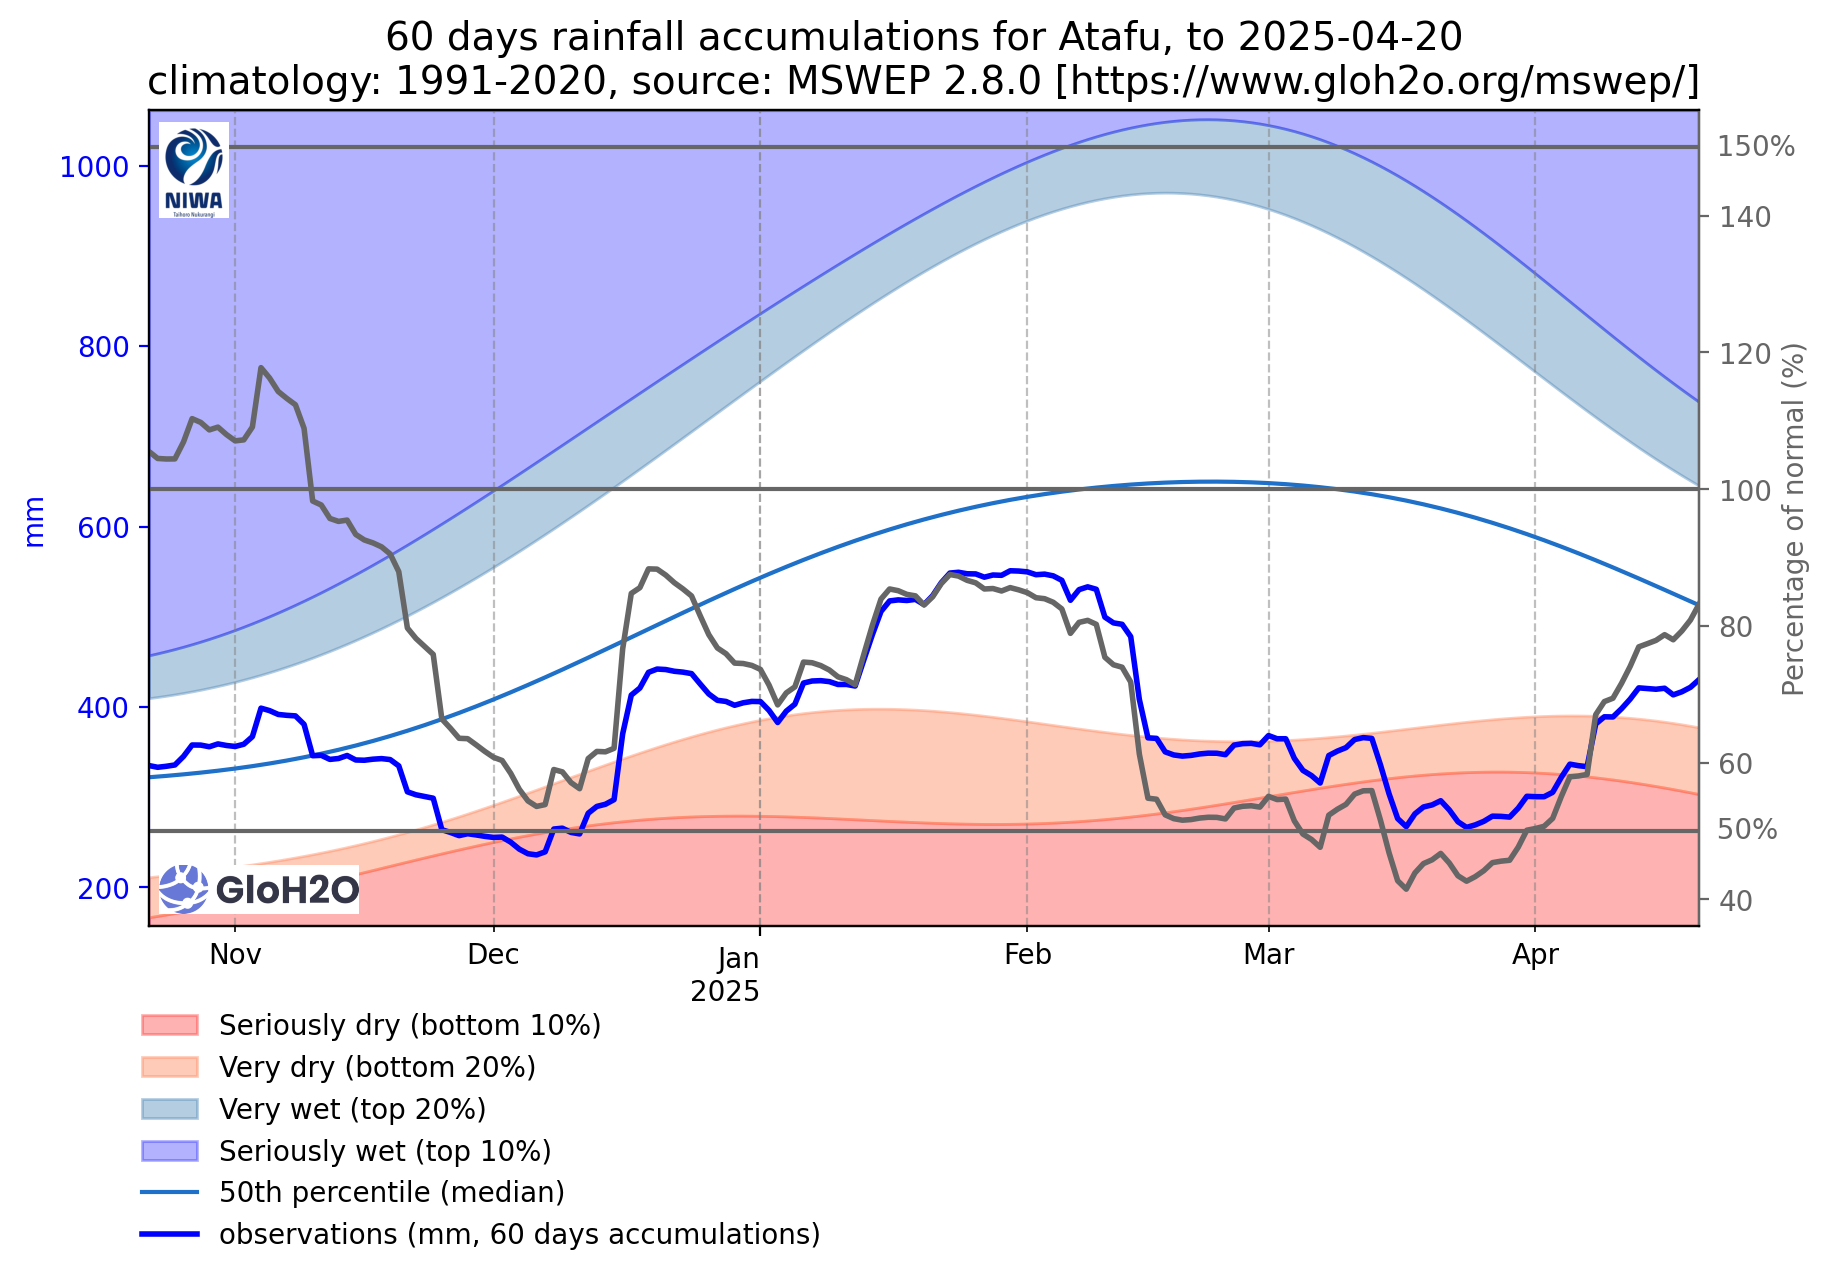 60 days rainfall accumulations for Atafu, to 2025-04-20
climatology: 1991-2020, source: MSWEP 2.8.0 [https://www.gloh2o.org/mswep/]
NIWA
Taihoro Nukurangi
1000
800
600
400
200
mm
150%
140
120
100
80
60
50%
40
Percentage of normal (%)
GloH2O
Nov
Dec
Jan
2025
Feb
Mar
Apr
Seriously dry (bottom 10%)
Very dry (bottom 20%)
Very wet (top 20%)
Seriously wet (top 10%)
50th percentile (median)
observations (mm, 60 days accumulations)